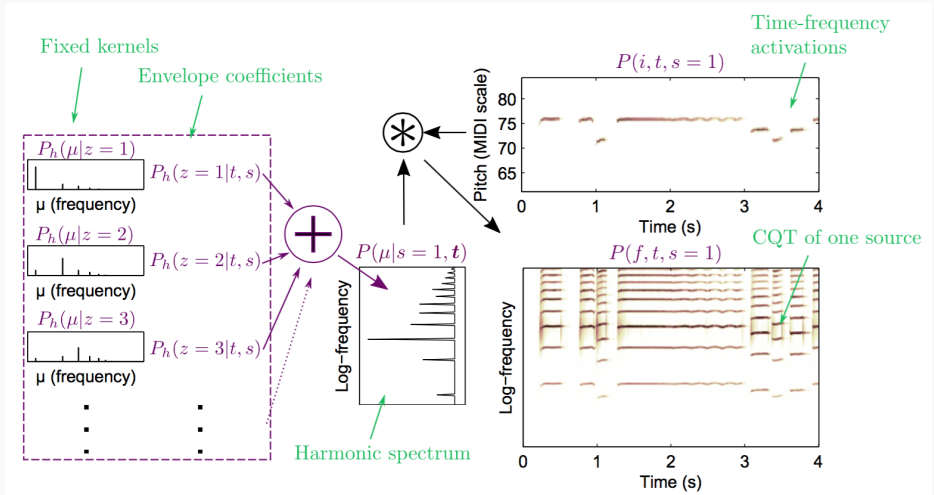 Fixed kernels
Envelope coefficients
P_h(μ|z = 1)
P_h(z = 1|t, s)
μ (frequency)
P_h(μ|z = 2)
P_h(z = 2|t, s)
μ (frequency)
P_h(μ|z = 3)
P_h(z = 3|t, s)
μ (frequency)
+
P(μ|s = 1, t)
Log−frequency
Harmonic spectrum
*
Time-frequency
activations
P(i, t, s = 1)
Pitch (MIDI scale)
80
75
70
65
0 1 2 3 4
Time (s)
CQT of one source
P(f, t, s = 1)
Log−frequency
0 1 2 3 4
Time (s)